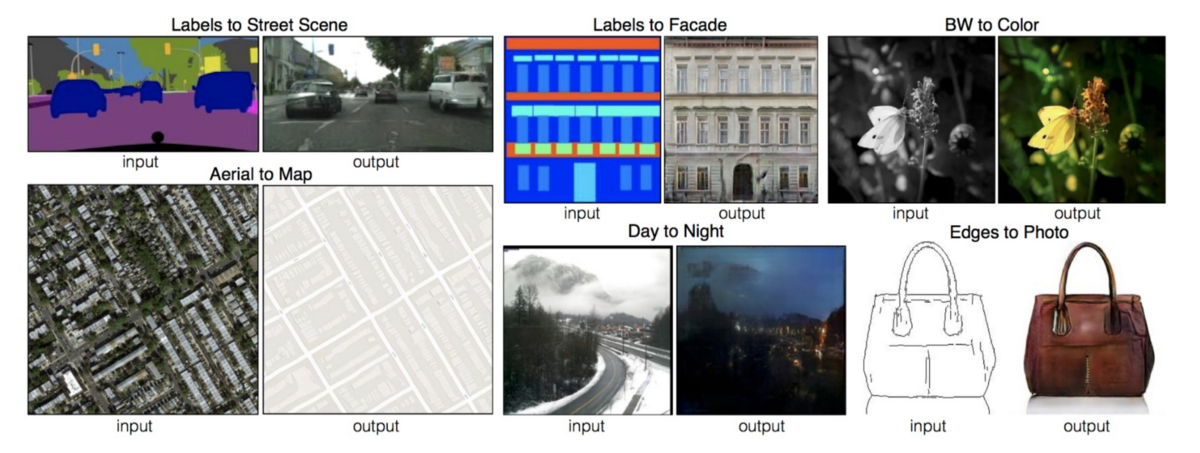 Labels to Street Scene
input
output
Aerial to Map
input
output
Labels to Facade
input
output
BW to Color
input
output
Day to Night
input
output
Edges to Photo
input
output